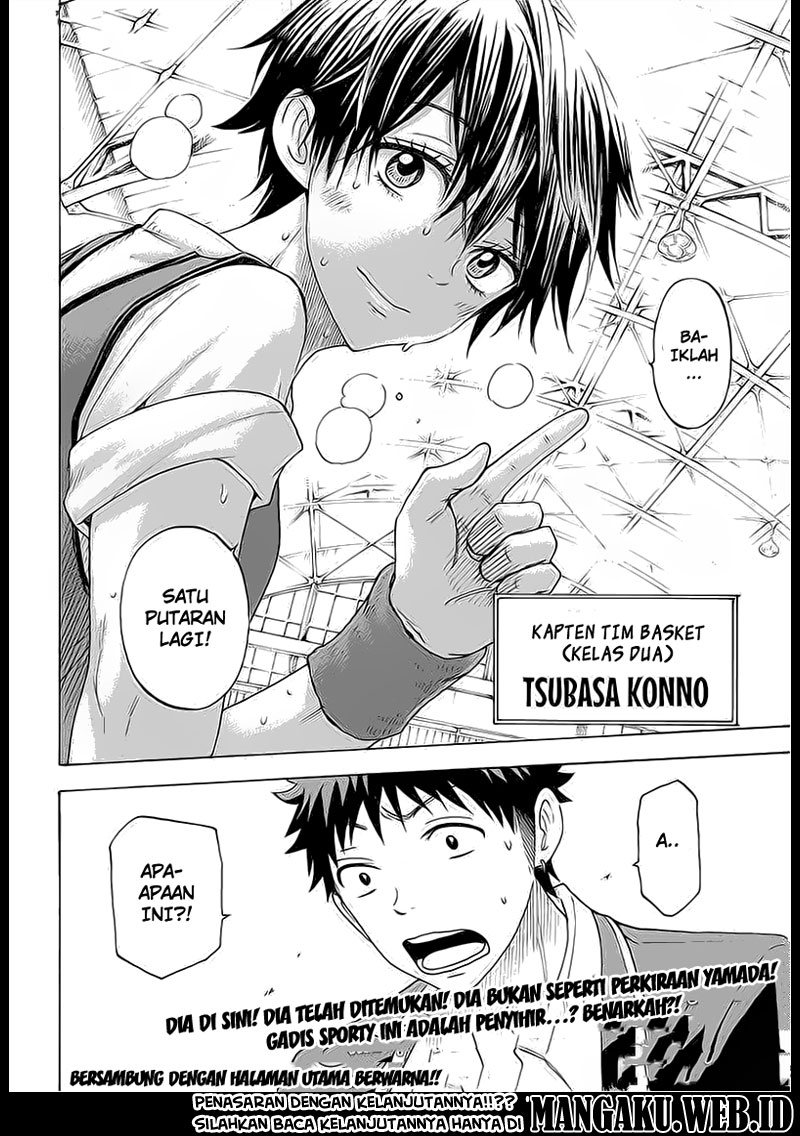 BA-
IKLAH
...
SATU
PUTARAN
LAGI!
KAPTEN TIM BASKET
(KELAS DUA)
TSUBASA KONNO
A..
APA-
APAAN
INI?!
DIA DI SINI! DIA TELAH DITEMUKAN! DIA BUKAN SEPERTI PERKIRAAN YAMADA!
GADIS SPORTY INI ADALAH PENYIHIR...? BENARKAH?!
BERSAMBUNG DENGAN HALAMAN UTAMA BERWARNA!!
PENASARAN DENGAN KELANJUTANNYA!!??
SILAHKAN BACA KELANJUTANNYA HANYA DI
MANGAKU.WEB.ID